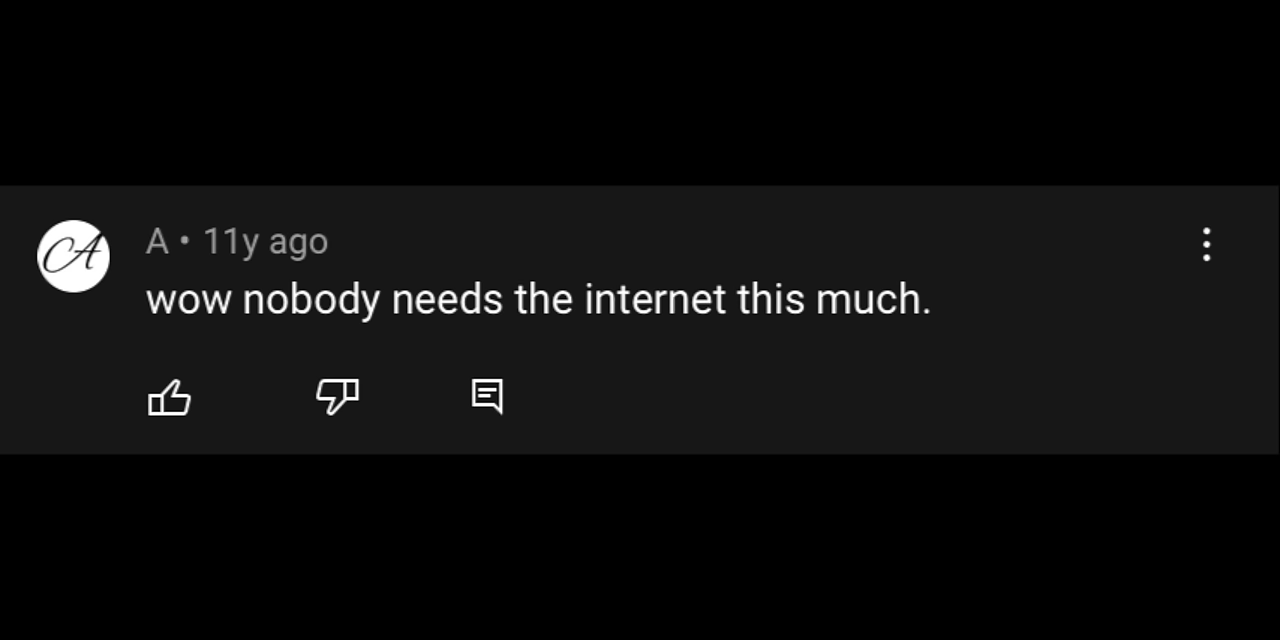 A • 11y ago
wow nobody needs the internet this much.